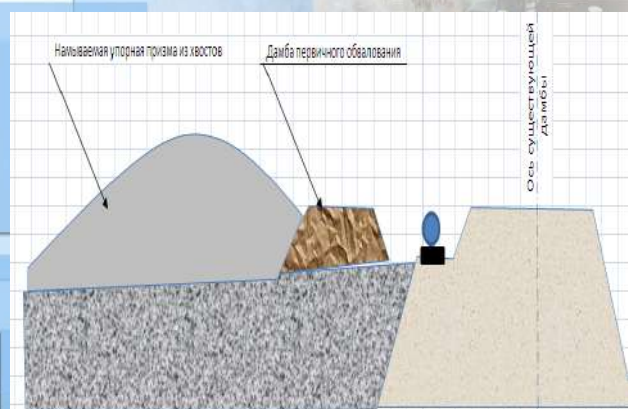 Намываемая упорная призма из хвостов
Дамба первичного обвалования
Ось существующей
дамбы